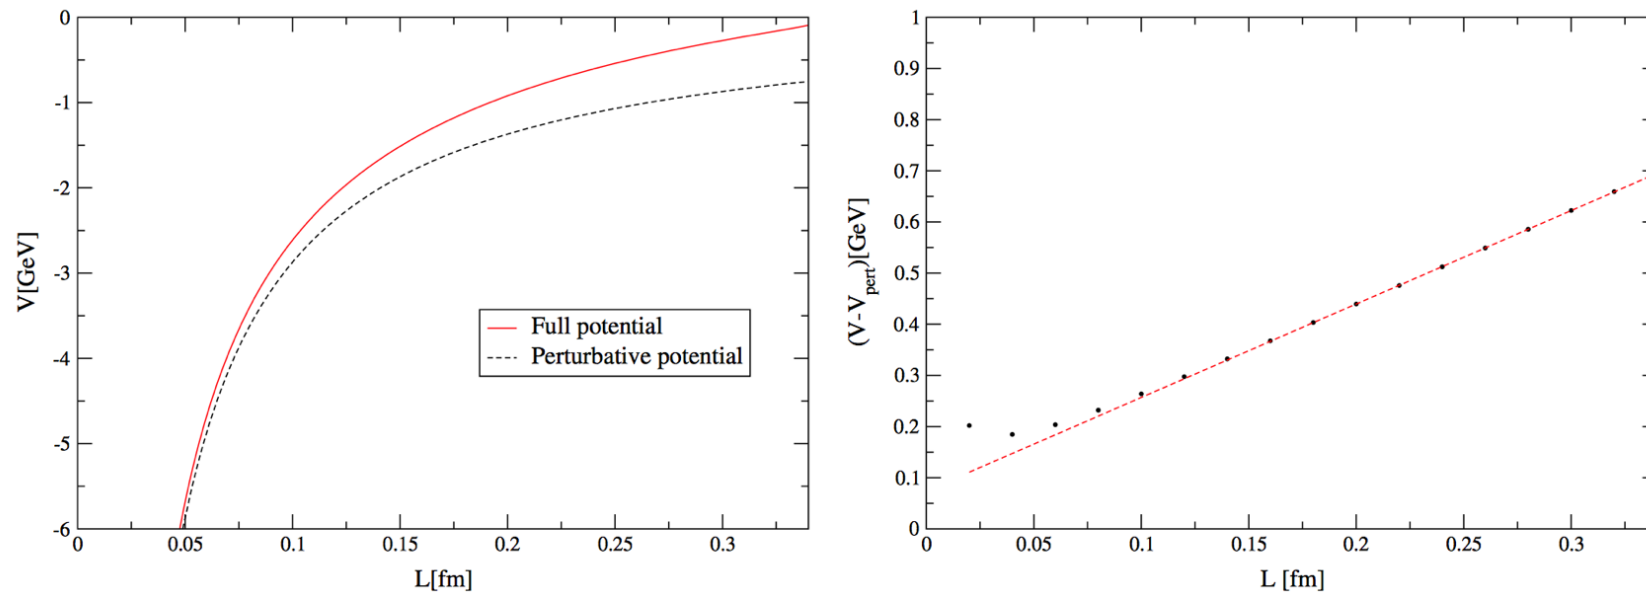 0
-1
-2
-3
-4
-5
-6
V[GeV]
Full potential
Perturbative potential
0 0.05 0.1 0.15 0.2 0.25 0.3
L[fm]
1
0.9
0.8
0.7
0.6
0.5
0.4
0.3
0.2
0.1
0
(V-Vpert)[GeV]
0 0.05 0.1 0.15 0.2 0.25 0.3
L [fm]